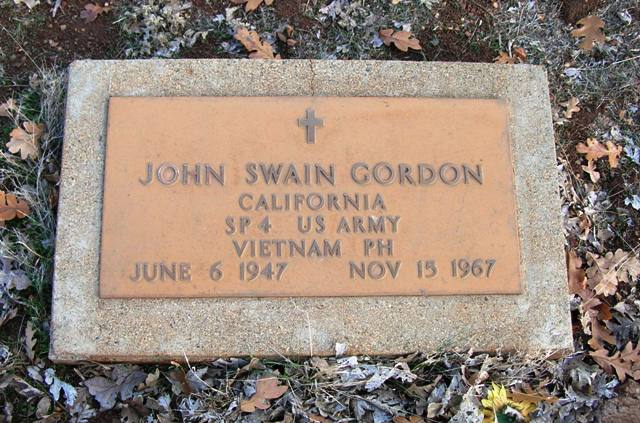 JOHN SWAIN GORDON
CALIFORNIA
SP 4 US ARMY
VIETNAM PH
JUNE 6 1947 NOV 15 1967